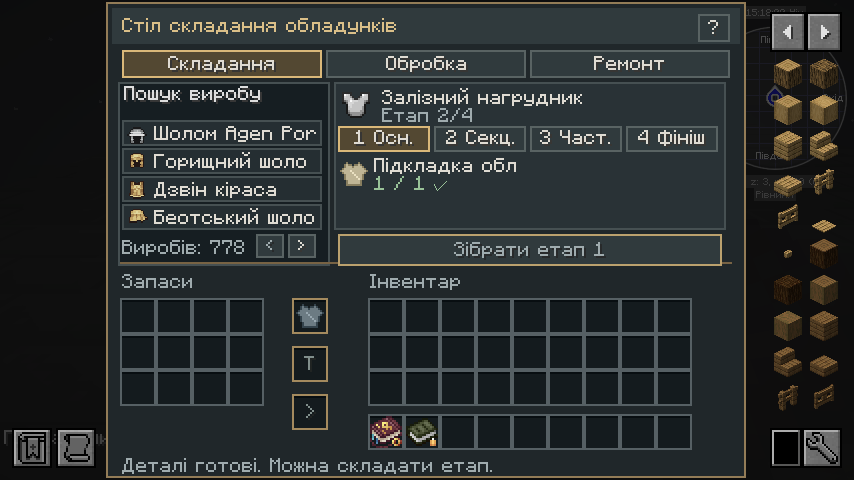 Стіл складання обладунків
?
Складання
Обробка
Ремонт
Пошук виробу
Шолом Agen Por
Горищний шоло
Дзвін кіраса
Беотський шоло
Виробів: 778
<
>
Залізний нагрудник
Етап 2/4
1 Осн.
2 Секц.
3 Част.
4 Фініш
Підкладка обл
1 / 1 ✓
Зібрати етап 1
Запаси
Інвентар
T
>
Деталі готові. Можна складати етап.